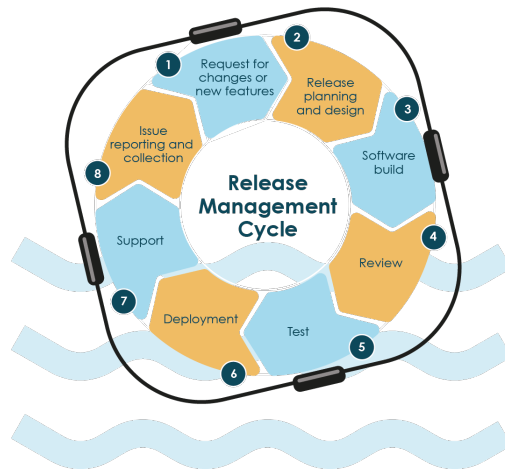 1
Request for
changes or
new features
2
Release
planning
and design
3
Software
build
4
Review
5
Test
6
Deployment
7
Support
8
Issue
reporting and
collection
Release
Management
Cycle